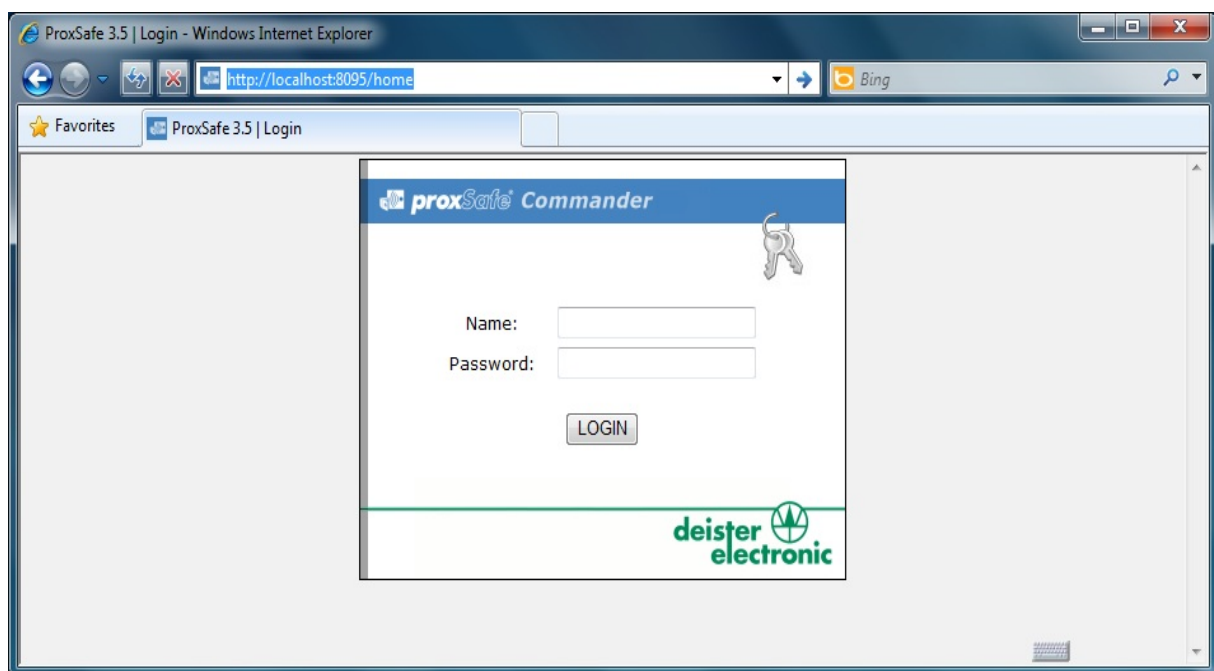 ProxSafe 3.5 | Login - Windows Internet Explorer
http://localhost:8095/home
Bing
Favorites
ProxSafe 3.5 | Login
proxSafe® Commander
Name:
Password:
LOGIN
deister
electronic